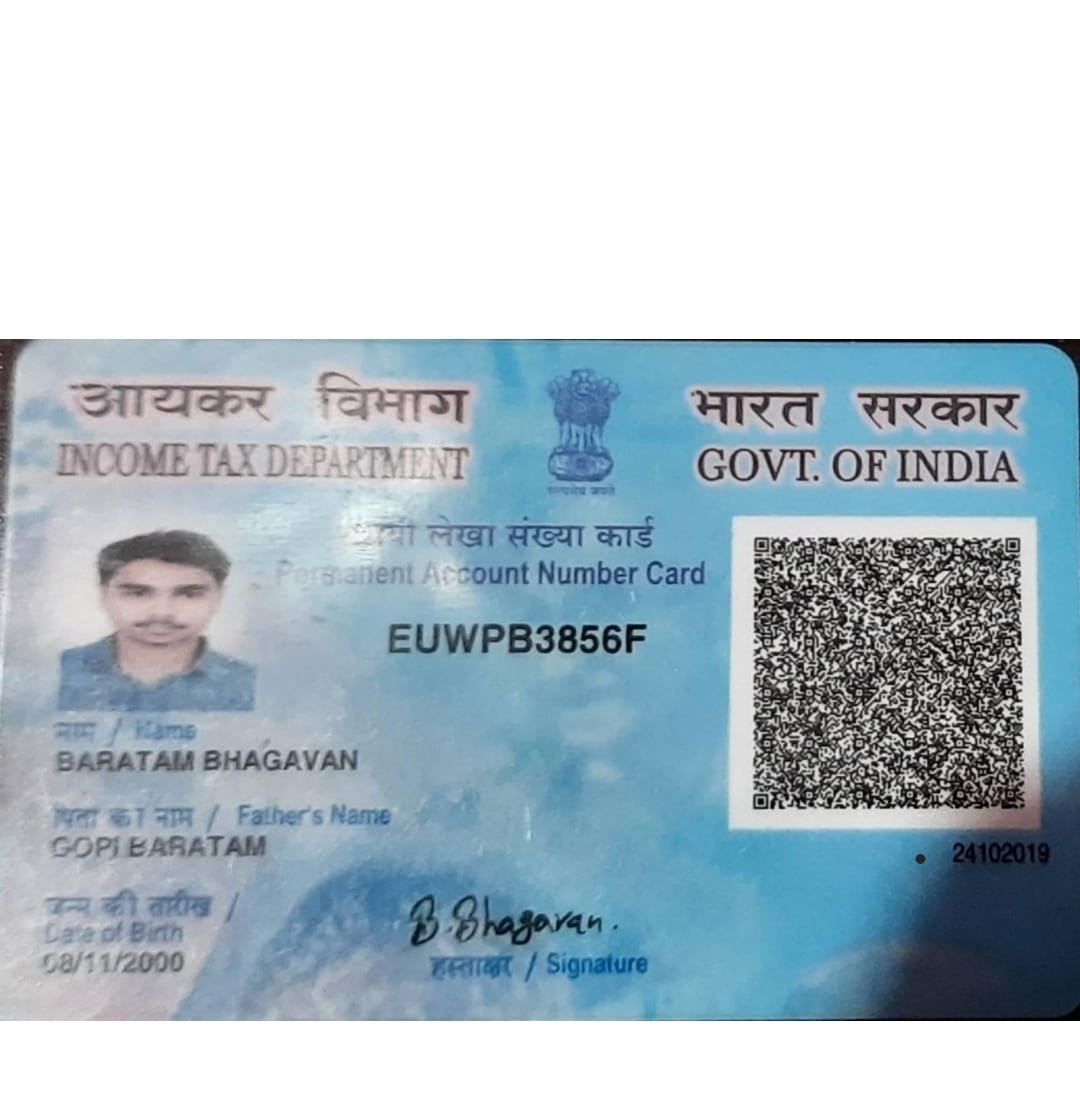 आयकर विभाग
INCOME TAX DEPARTMENT
सत्यमेव जयते
भारत सरकार
GOVT. OF INDIA
लेखा संख्या कार्ड
Permanent Account Number Card
EUWPB3856F
नाम / Name
BARATAM BHAGAVAN
पिता का नाम / Father's Name
GOPI BARATAM
जन्म की तारीख /
Date of Birth
08/11/2000
B.Bhagavan.
हस्ताक्षर / Signature
24102019